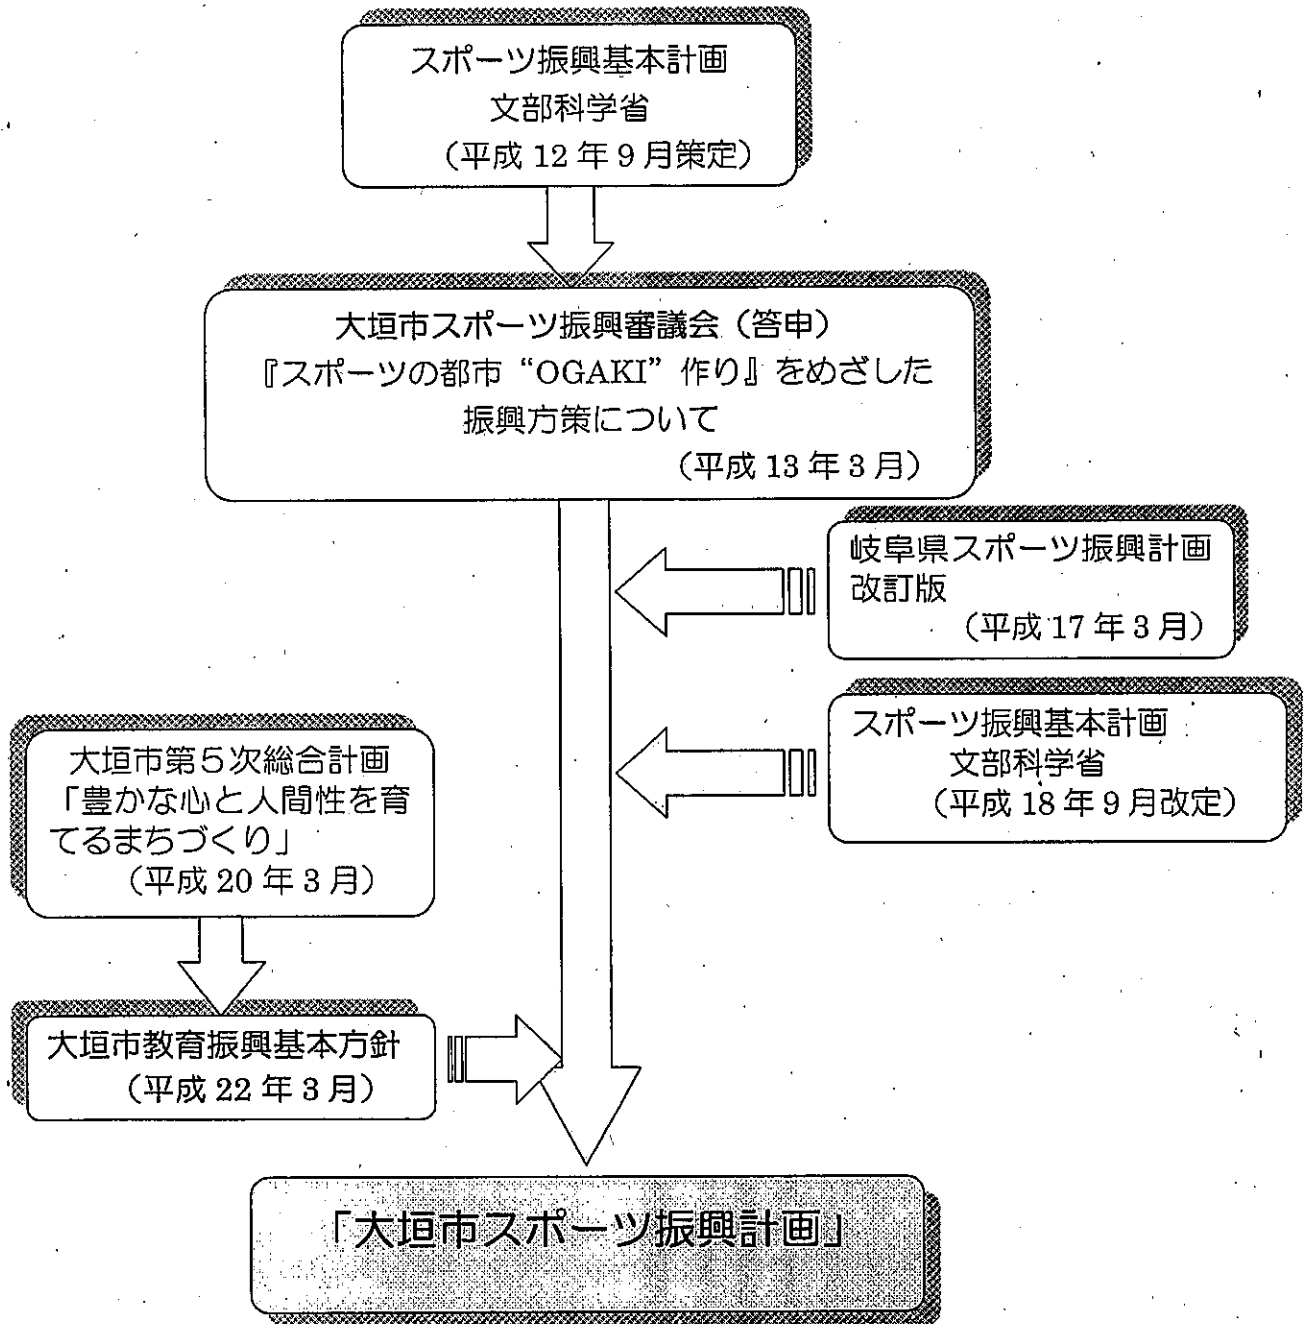 スポーツ振興基本計画
文部科学省
(平成 12 年 9 月策定)
大垣市スポーツ振興審議会(答申)
『スポーツの都市“OGAKI”作り』をめざした
振興方策について
(平成 13 年 3 月)
岐阜県スポーツ振興計画
改訂版
(平成 17 年 3 月)
スポーツ振興基本計画
文部科学省
(平成 18 年 9 月改定)
大垣市第5次総合計画
「豊かな心と人間性を育
てるまちづくり」
(平成 20 年 3 月)
大垣市教育振興基本方針
(平成 22 年 3 月)
「大垣市スポーツ振興計画」